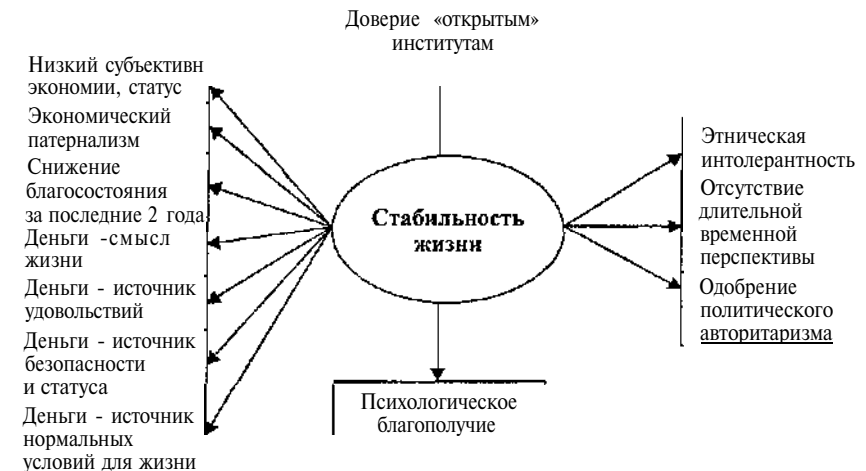 Доверие «открытым»
институтам
Низкий субъективн
экономии, статус
Экономический
патернализм
Снижение
благосостояния
за последние 2 года
Деньги -смысл
жизни
Деньги - источник
удовольствий
Деньги - источник
безопасности
и статуса
Деньги - источник
нормальных
условий для жизни
Стабильность
жизни
Психологическое
благополучие
Этническая
интолерантность
Отсутствие
длительной
временной
перспективы
Одобрение
политического
авторитаризма